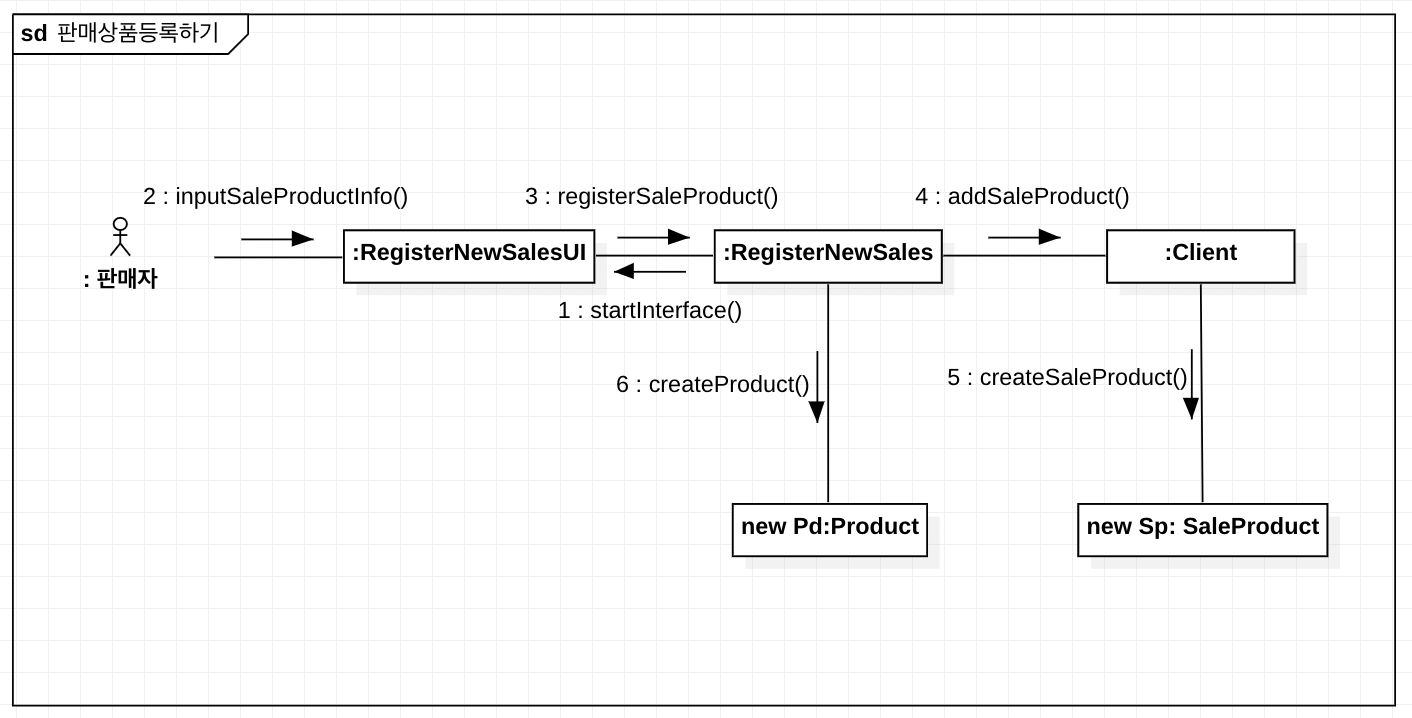 sd 판매상품등록하기
2 : inputSaleProductInfo()
3 : registerSaleProduct()
4 : addSaleProduct()
: 판매자
:RegisterNewSalesUI
:RegisterNewSales
:Client
1 : startInterface()
6 : createProduct()
5 : createSaleProduct()
new Pd:Product
new Sp: SaleProduct